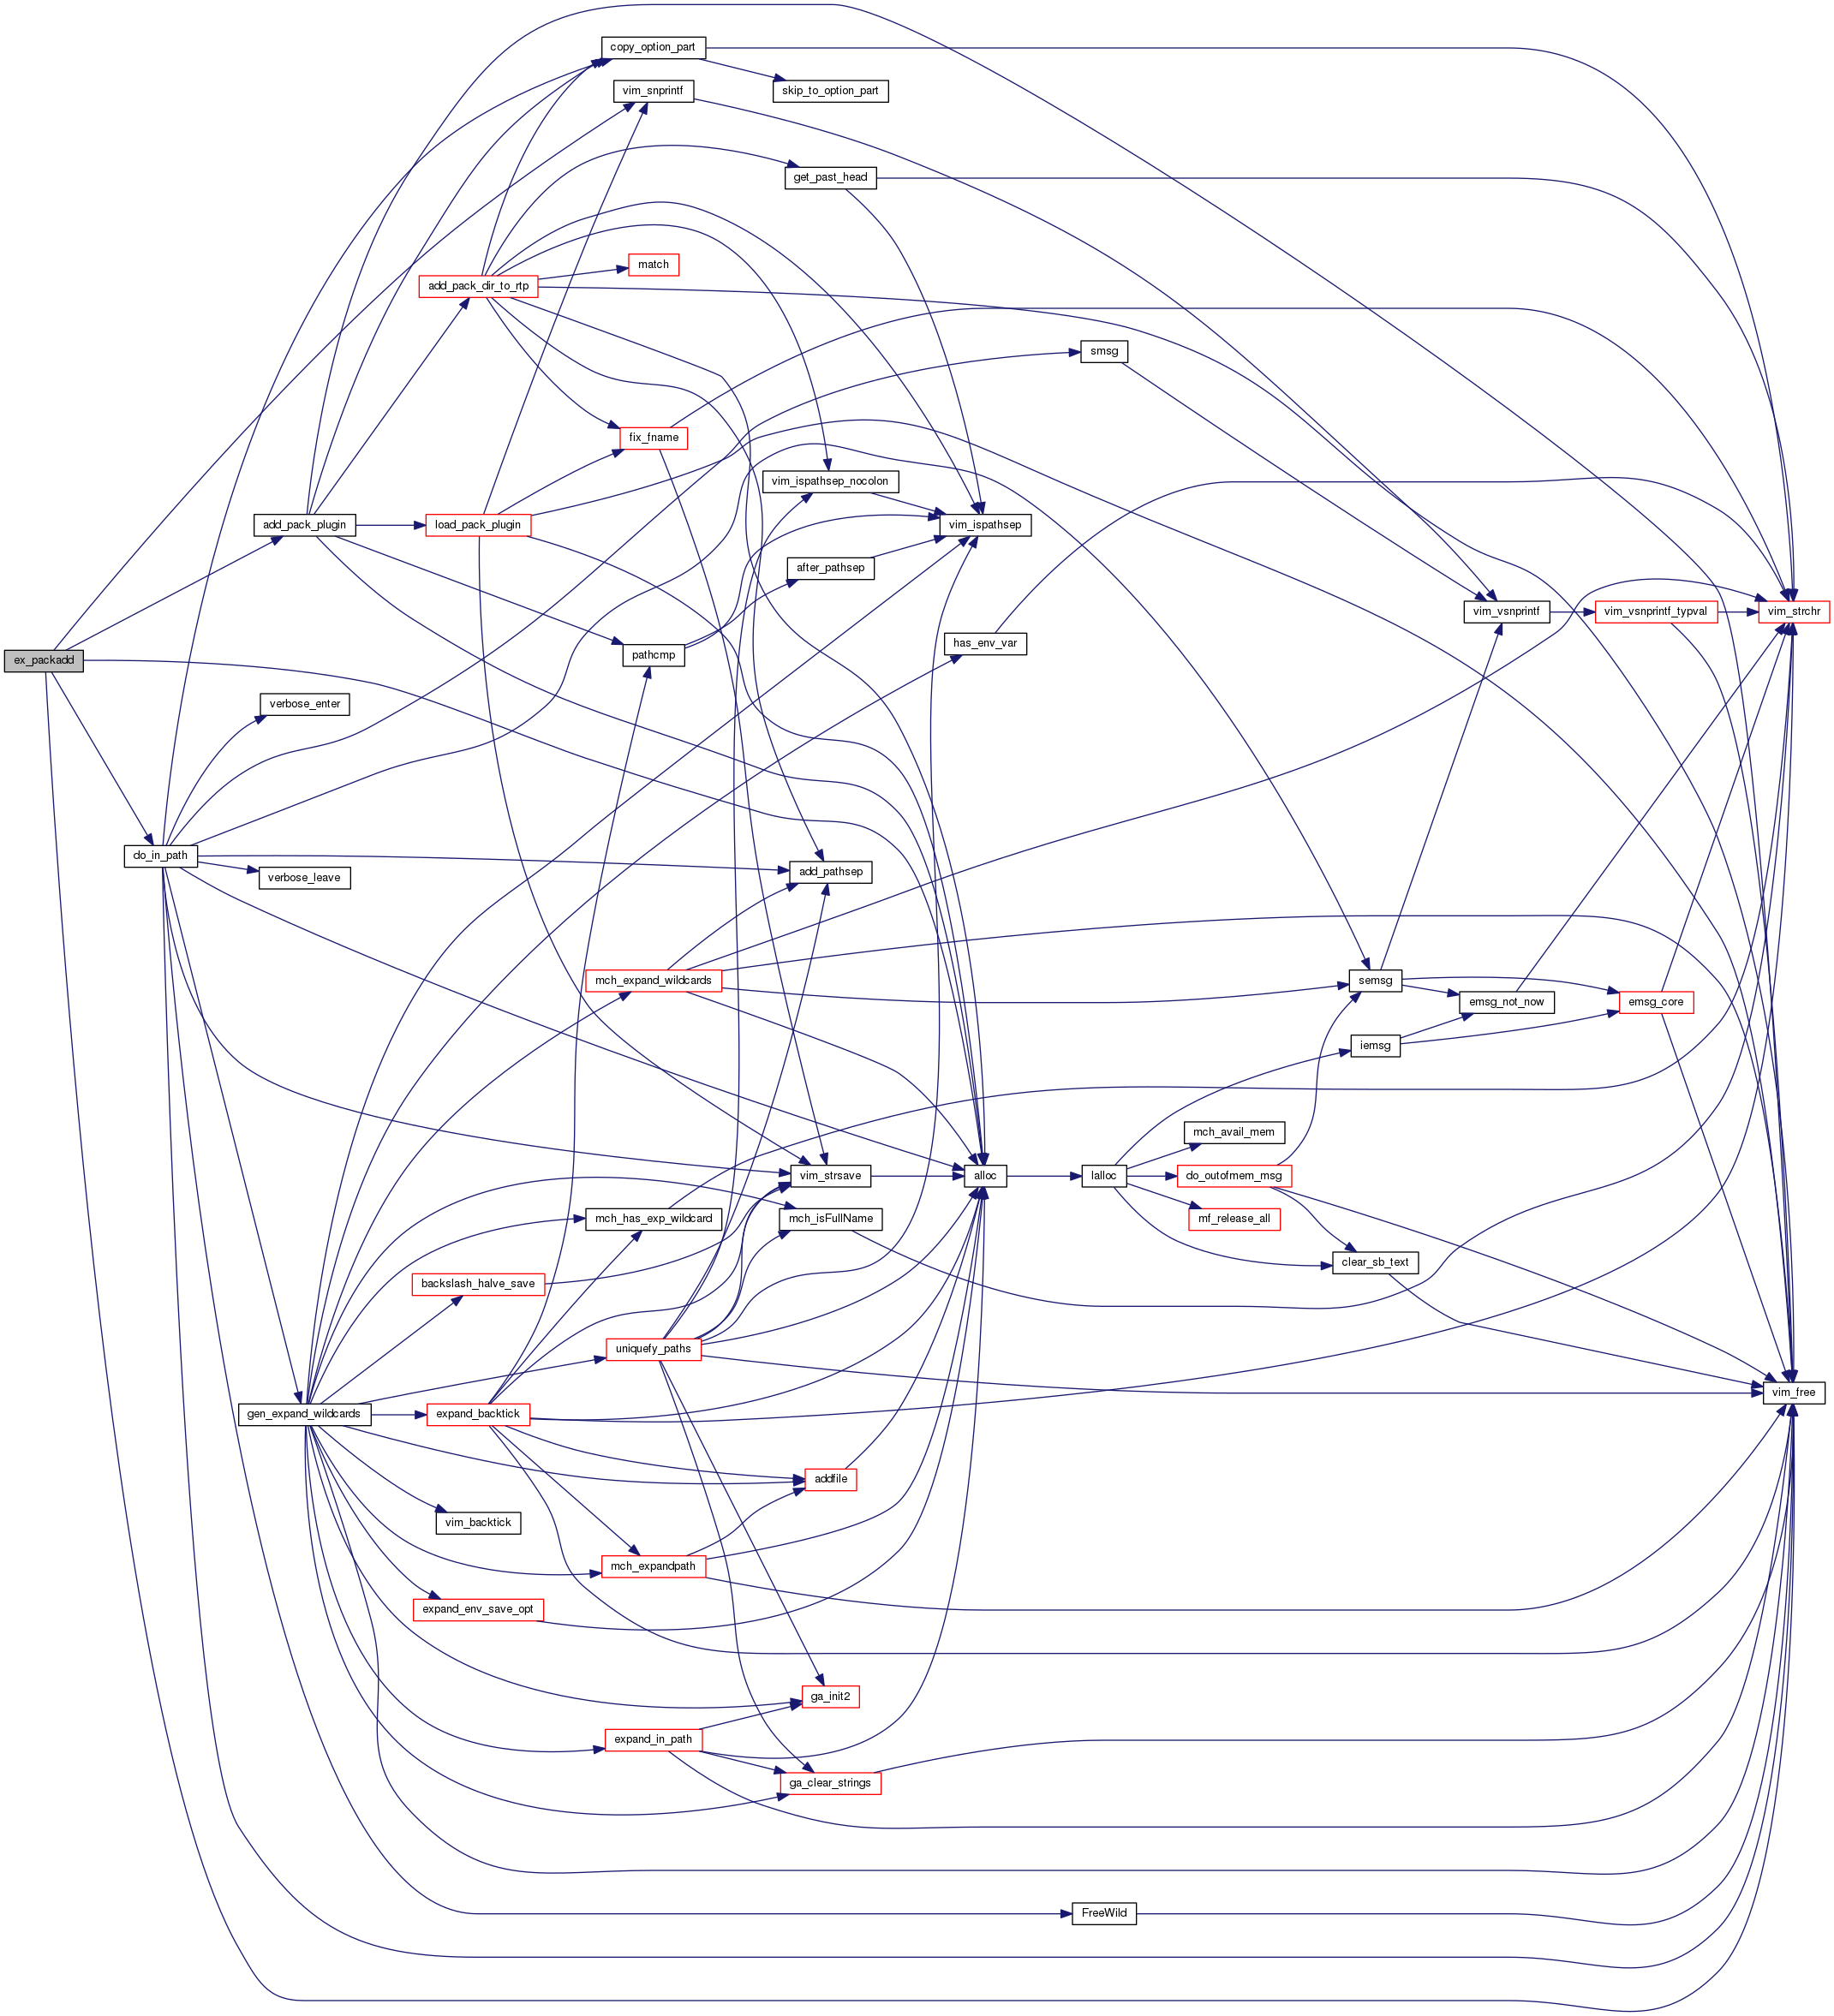 copy_option_part
vim_snprintf
skip_to_option_part
get_past_head
match
add_pack_dir_to_rtp
smsg
fix_fname
vim_ispathsep_nocolon
add_pack_plugin
load_pack_plugin
vim_ispathsep
after_pathsep
vim_vsnprintf
vim_vsnprintf_typval
vim_strchr
has_env_var
pathcmp
ex_packadd
verbose_enter
do_in_path
verbose_leave
add_pathsep
mch_expand_wildcards
semsg
emsg_not_now
emsg_core
iemsg
mch_avail_mem
vim_strsave
alloc
lalloc
do_outofmem_msg
mch_has_exp_wildcard
mch_isFullName
mf_release_all
clear_sb_text
backslash_halve_save
uniquefy_paths
vim_free
gen_expand_wildcards
expand_backtick
addfile
vim_backtick
mch_expandpath
expand_env_save_opt
ga_init2
expand_in_path
ga_clear_strings
FreeWild